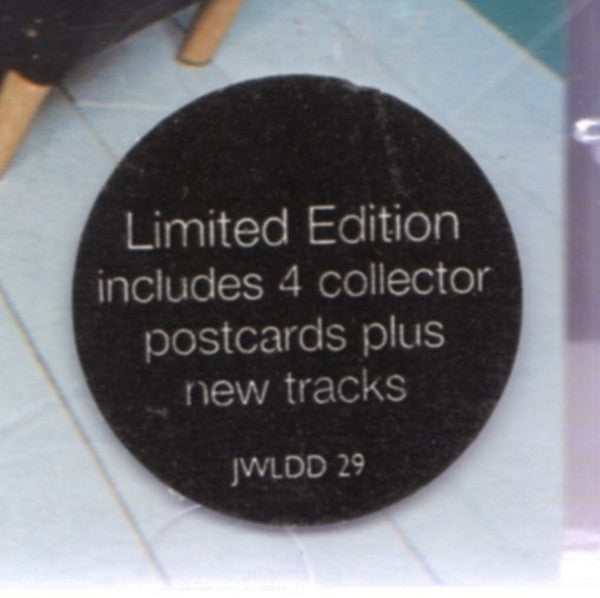 Limited Edition
includes 4 collector
postcards plus
new tracks
JWLDD 29